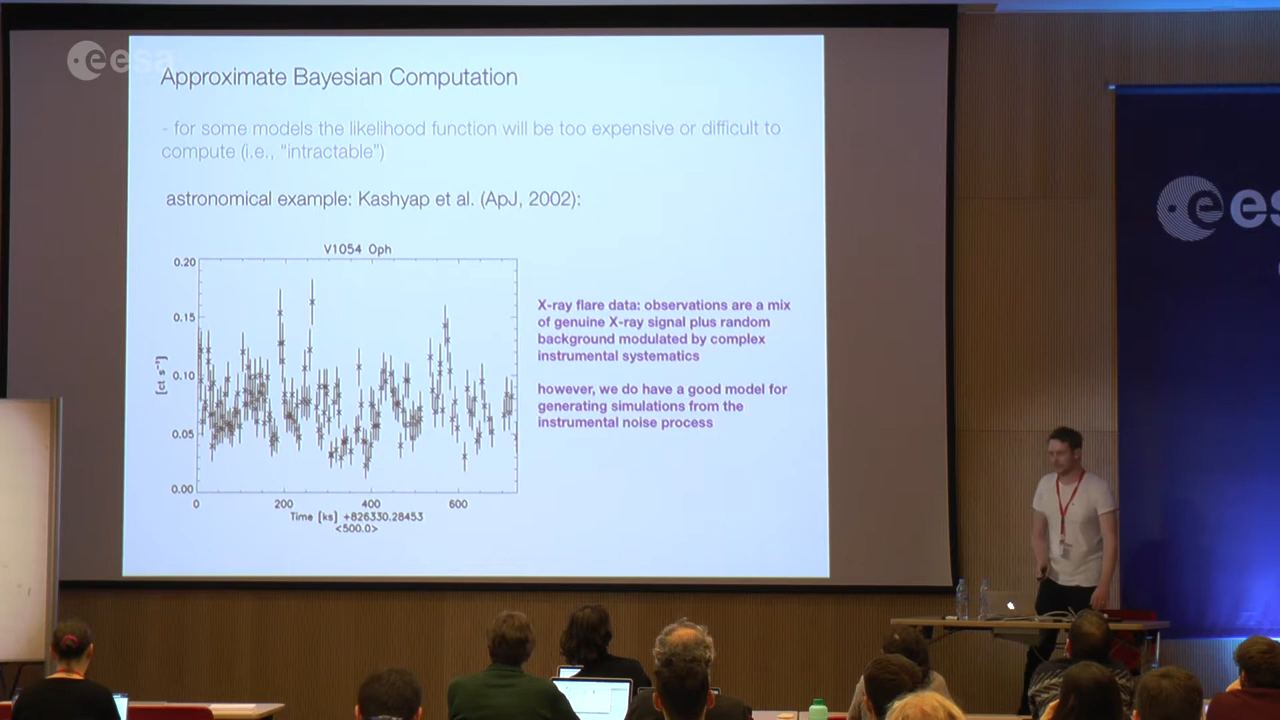 esa
Approximate Bayesian Computation
- for some models the likelihood function will be too expensive or difficult to
compute (i.e., “intractable”)
astronomical example: Kashyap et al. (ApJ, 2002):
V1054 Oph
0.20
0.15
0.10
0.05
0.00
[ct s⁻¹]
0
200
400
600
Time [ks] +826330.28453
<500.0>
X-ray flare data: observations are a mix
of genuine X-ray signal plus random
background modulated by complex
instrumental systematics
however, we do have a good model for
generating simulations from the
instrumental noise process
es